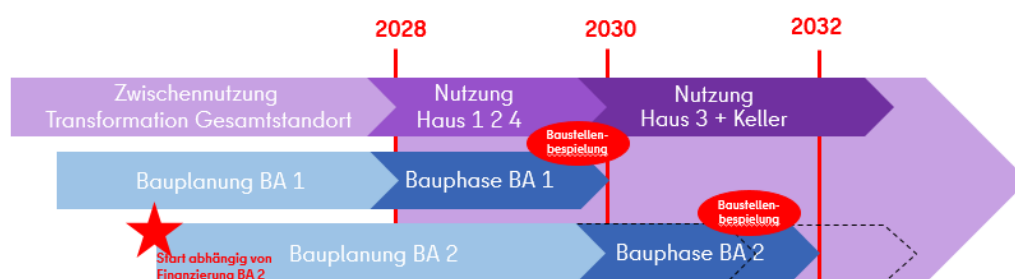 2028
2030
2032
Zwischennutzung
Transformation Gesamtstandort
Nutzung
Haus 1 2 4
Nutzung
Haus 3 + Keller
Baustellen-
bespielung
Bauplanung BA 1
Bauphase BA 1
Baustellen-
bespielung
Bauplanung BA 2
Bauphase BA 2
Start abhängig von
Finanzierung BA 2